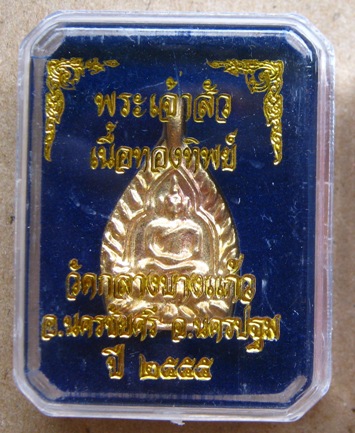 พระเจ้าสัว
เนื้อทองทิพย์
วัดกลางบางแก้ว
อ.นครชัยศรี จ.นครปฐม
ปี ๒๕๕๕